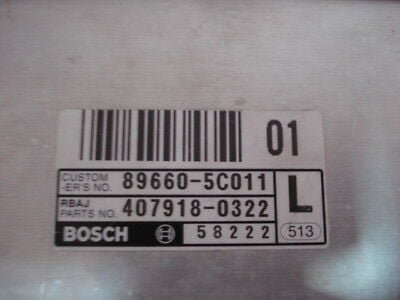 01
CUSTOM
-ER'S NO. 89660-5C011 L
RBAJ
PARTS NO. 407918-0322
BOSCH 58222 513